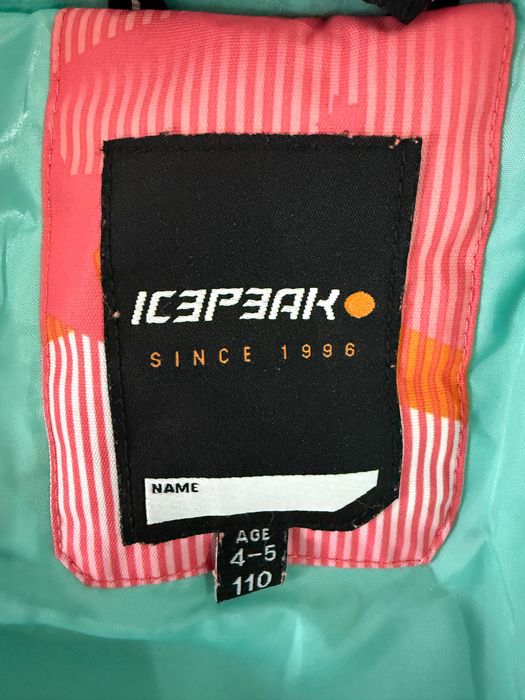 ICEPEAK
SINCE 1996
NAME
AGE
4-5
110